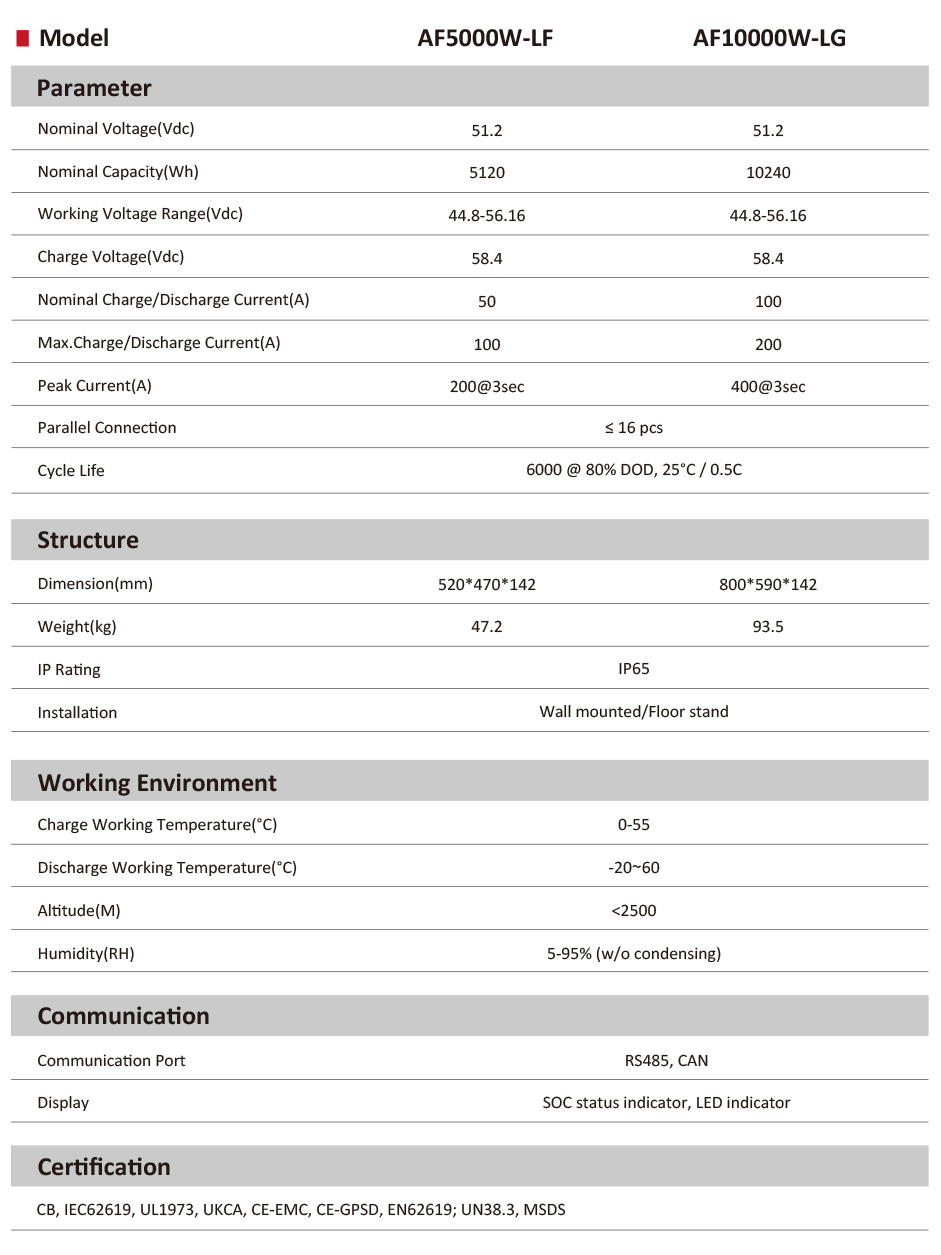 Model AF5000W-LF AF10000W-LG
Parameter
Nominal Voltage(Vdc) 51.2 51.2
Nominal Capacity(Wh) 5120 10240
Working Voltage Range(Vdc) 44.8-56.16 44.8-56.16
Charge Voltage(Vdc) 58.4 58.4
Nominal Charge/Discharge Current(A) 50 100
Max.Charge/Discharge Current(A) 100 200
Peak Current(A) 200@3sec 400@3sec
Parallel Connection ≤ 16 pcs
Cycle Life 6000 @ 80% DOD, 25°C / 0.5C
Structure
Dimension(mm) 520*470*142 800*590*142
Weight(kg) 47.2 93.5
IP Rating IP65
Installation Wall mounted/Floor stand
Working Environment
Charge Working Temperature(°C) 0-55
Discharge Working Temperature(°C) -20~60
Altitude(M) <2500
Humidity(RH) 5-95% (w/o condensing)
Communication
Communication Port RS485, CAN
Display SOC status indicator, LED indicator
Certification
CB, IEC62619, UL1973, UKCA, CE-EMC, CE-GPSD, EN62619; UN38.3, MSDS